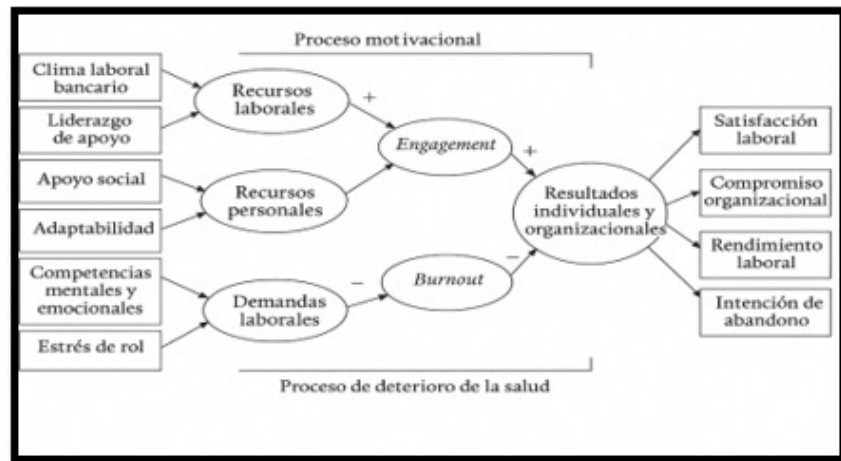 Proceso motivacional
Clima laboral
bancario
Liderazgo
de apoyo
Apoyo social
Adaptabilidad
Competencias
mentales y
emocionales
Estrés de rol
Recursos
laborales
Recursos
personales
Demandas
laborales
+
−
Engagement
Burnout
+
−
Resultados
individuales y
organizacionales
Satisfacción
laboral
Compromiso
organizacional
Rendimiento
laboral
Intención de
abandono
Proceso de deterioro de la salud